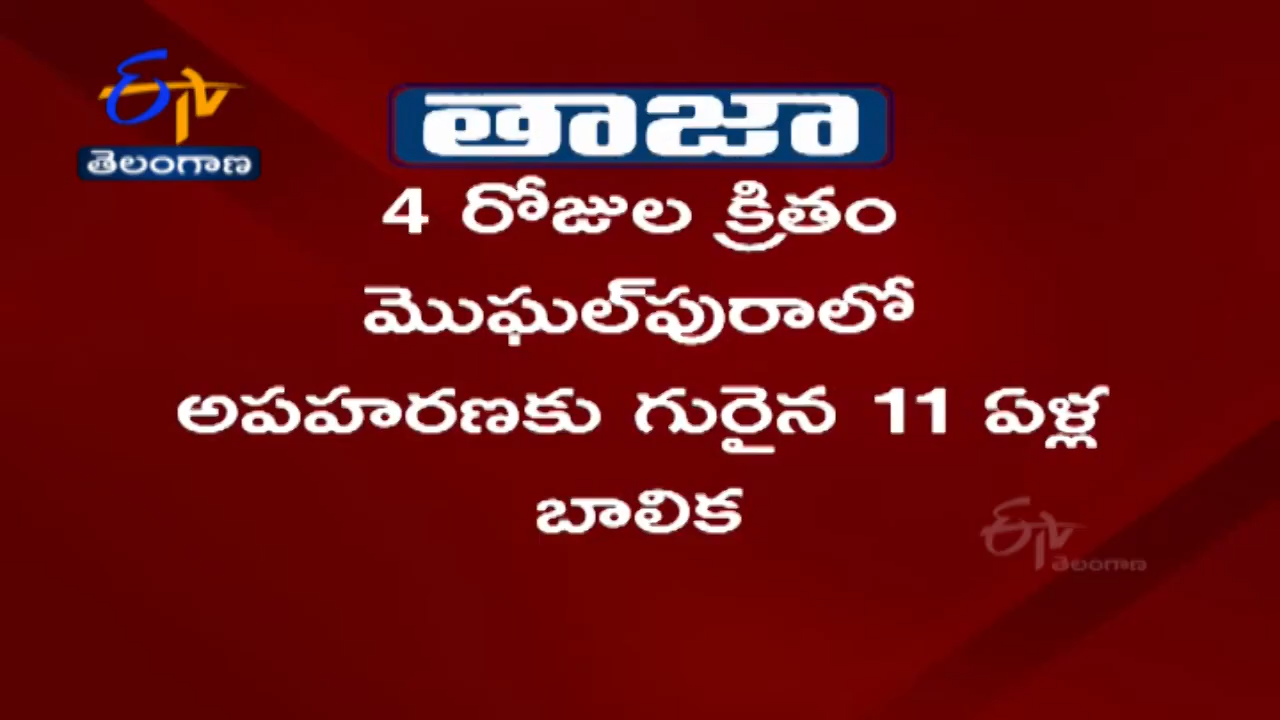 ETV
తెలంగాణ
తాజా
4 రోజుల క్రితం
మొఘల్‌పురాలో
అపహరణకు గురైన 11 ఏళ్ల
బాలిక
ETV
తెలంగాణ